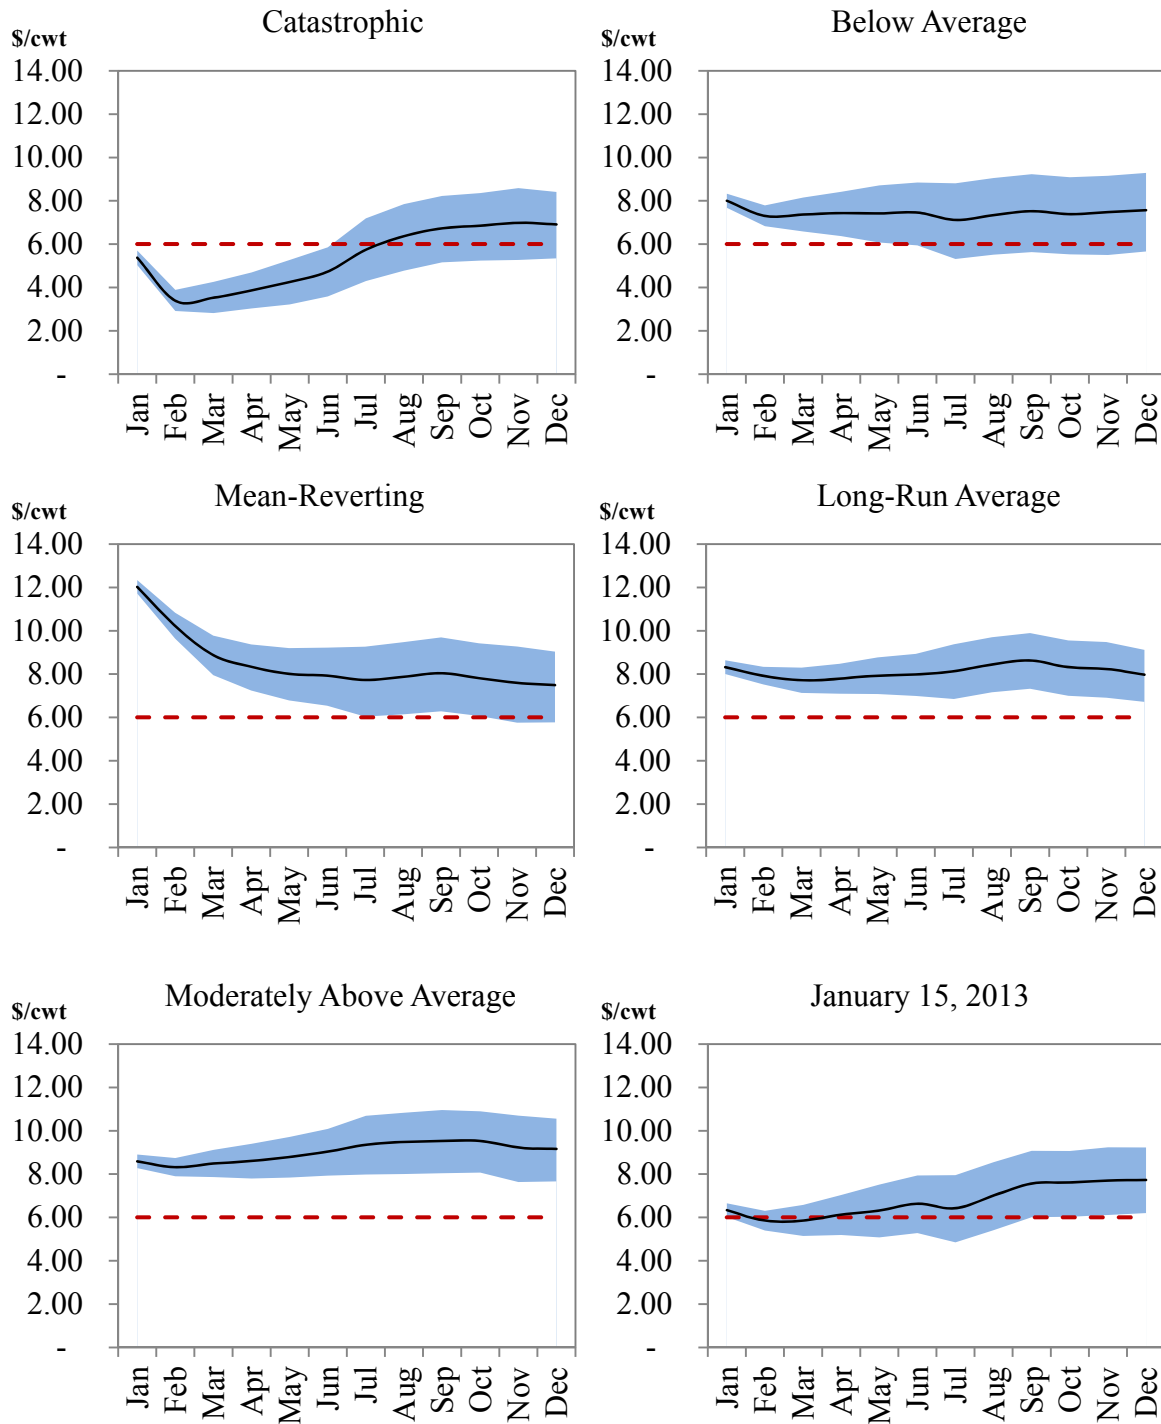 Catastrophic
$/cwt
14.00
12.00
10.00
8.00
6.00
4.00
2.00
-
Jan Feb Mar Apr May Jun Jul Aug Sep Oct Nov Dec
Below Average
$/cwt
14.00
12.00
10.00
8.00
6.00
4.00
2.00
-
Jan Feb Mar Apr May Jun Jul Aug Sep Oct Nov Dec
Mean-Reverting
$/cwt
14.00
12.00
10.00
8.00
6.00
4.00
2.00
-
Jan Feb Mar Apr May Jun Jul Aug Sep Oct Nov Dec
Long-Run Average
$/cwt
14.00
12.00
10.00
8.00
6.00
4.00
2.00
-
Jan Feb Mar Apr May Jun Jul Aug Sep Oct Nov Dec
Moderately Above Average
$/cwt
14.00
12.00
10.00
8.00
6.00
4.00
2.00
-
Jan Feb Mar Apr May Jun Jul Aug Sep Oct Nov Dec
January 15, 2013
$/cwt
14.00
12.00
10.00
8.00
6.00
4.00
2.00
-
Jan Feb Mar Apr May Jun Jul Aug Sep Oct Nov Dec